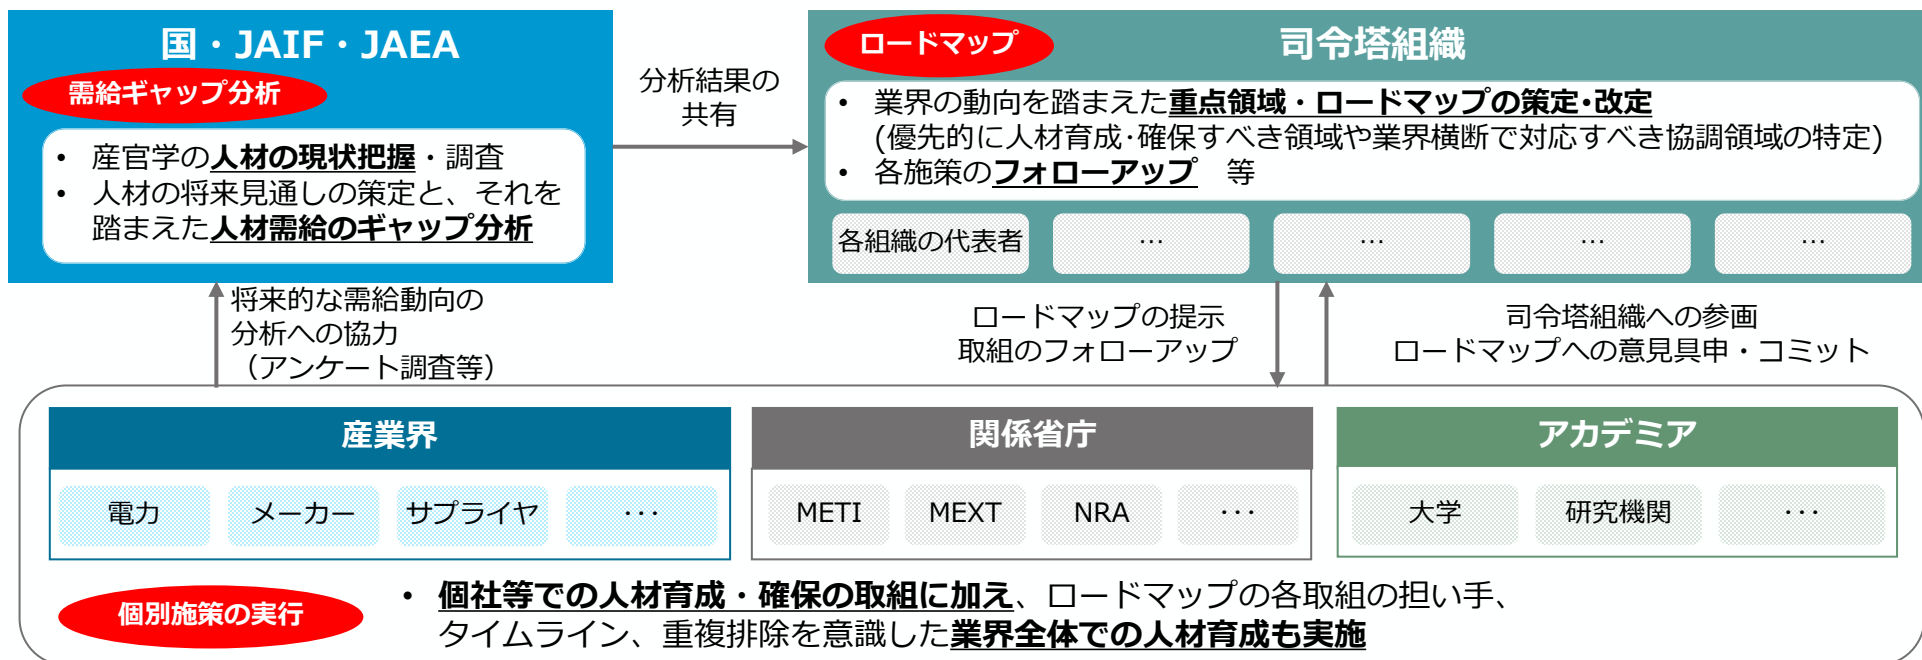 国・JAIF・JAEA
需給ギャップ分析
• 産官学の人材の現状把握・調査
• 人材の将来見通しの策定と、それを
踏まえた人材需給のギャップ分析
分析結果の
共有
ロードマップ
司令塔組織
• 業界の動向を踏まえた重点領域・ロードマップの策定・改定
(優先的に人材育成・確保すべき領域や業界横断で対応すべき協調領域の特定)
• 各施策のフォローアップ　等
各組織の代表者
…
…
…
…
将来的な需給動向の
分析への協力
（アンケート調査等）
ロードマップの提示
取組のフォローアップ
司令塔組織への参画
ロードマップへの意見具申・コミット
産業界
電力
メーカー
サプライヤ
…
関係省庁
METI
MEXT
NRA
…
アカデミア
大学
研究機関
…
個別施策の実行
• 個社等での人材育成・確保の取組に加え、ロードマップの各取組の担い手、
タイムライン、重複排除を意識した業界全体での人材育成も実施